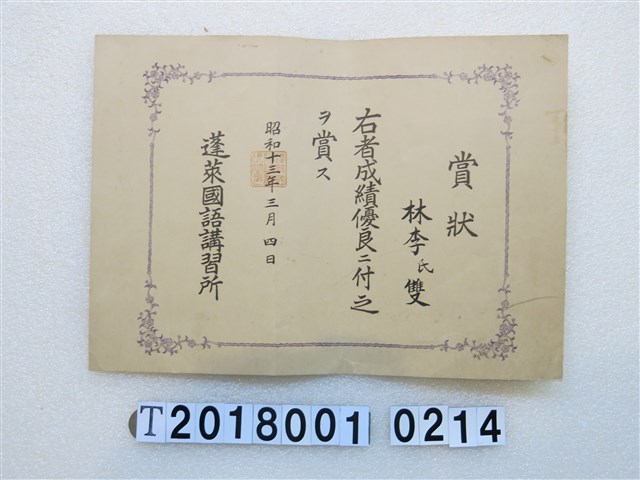 賞狀
林李氏雙
右者成績優良ニ付之
ヲ賞ス
昭和十三年三月四日
蓬萊國語講習所
T2018001 0214